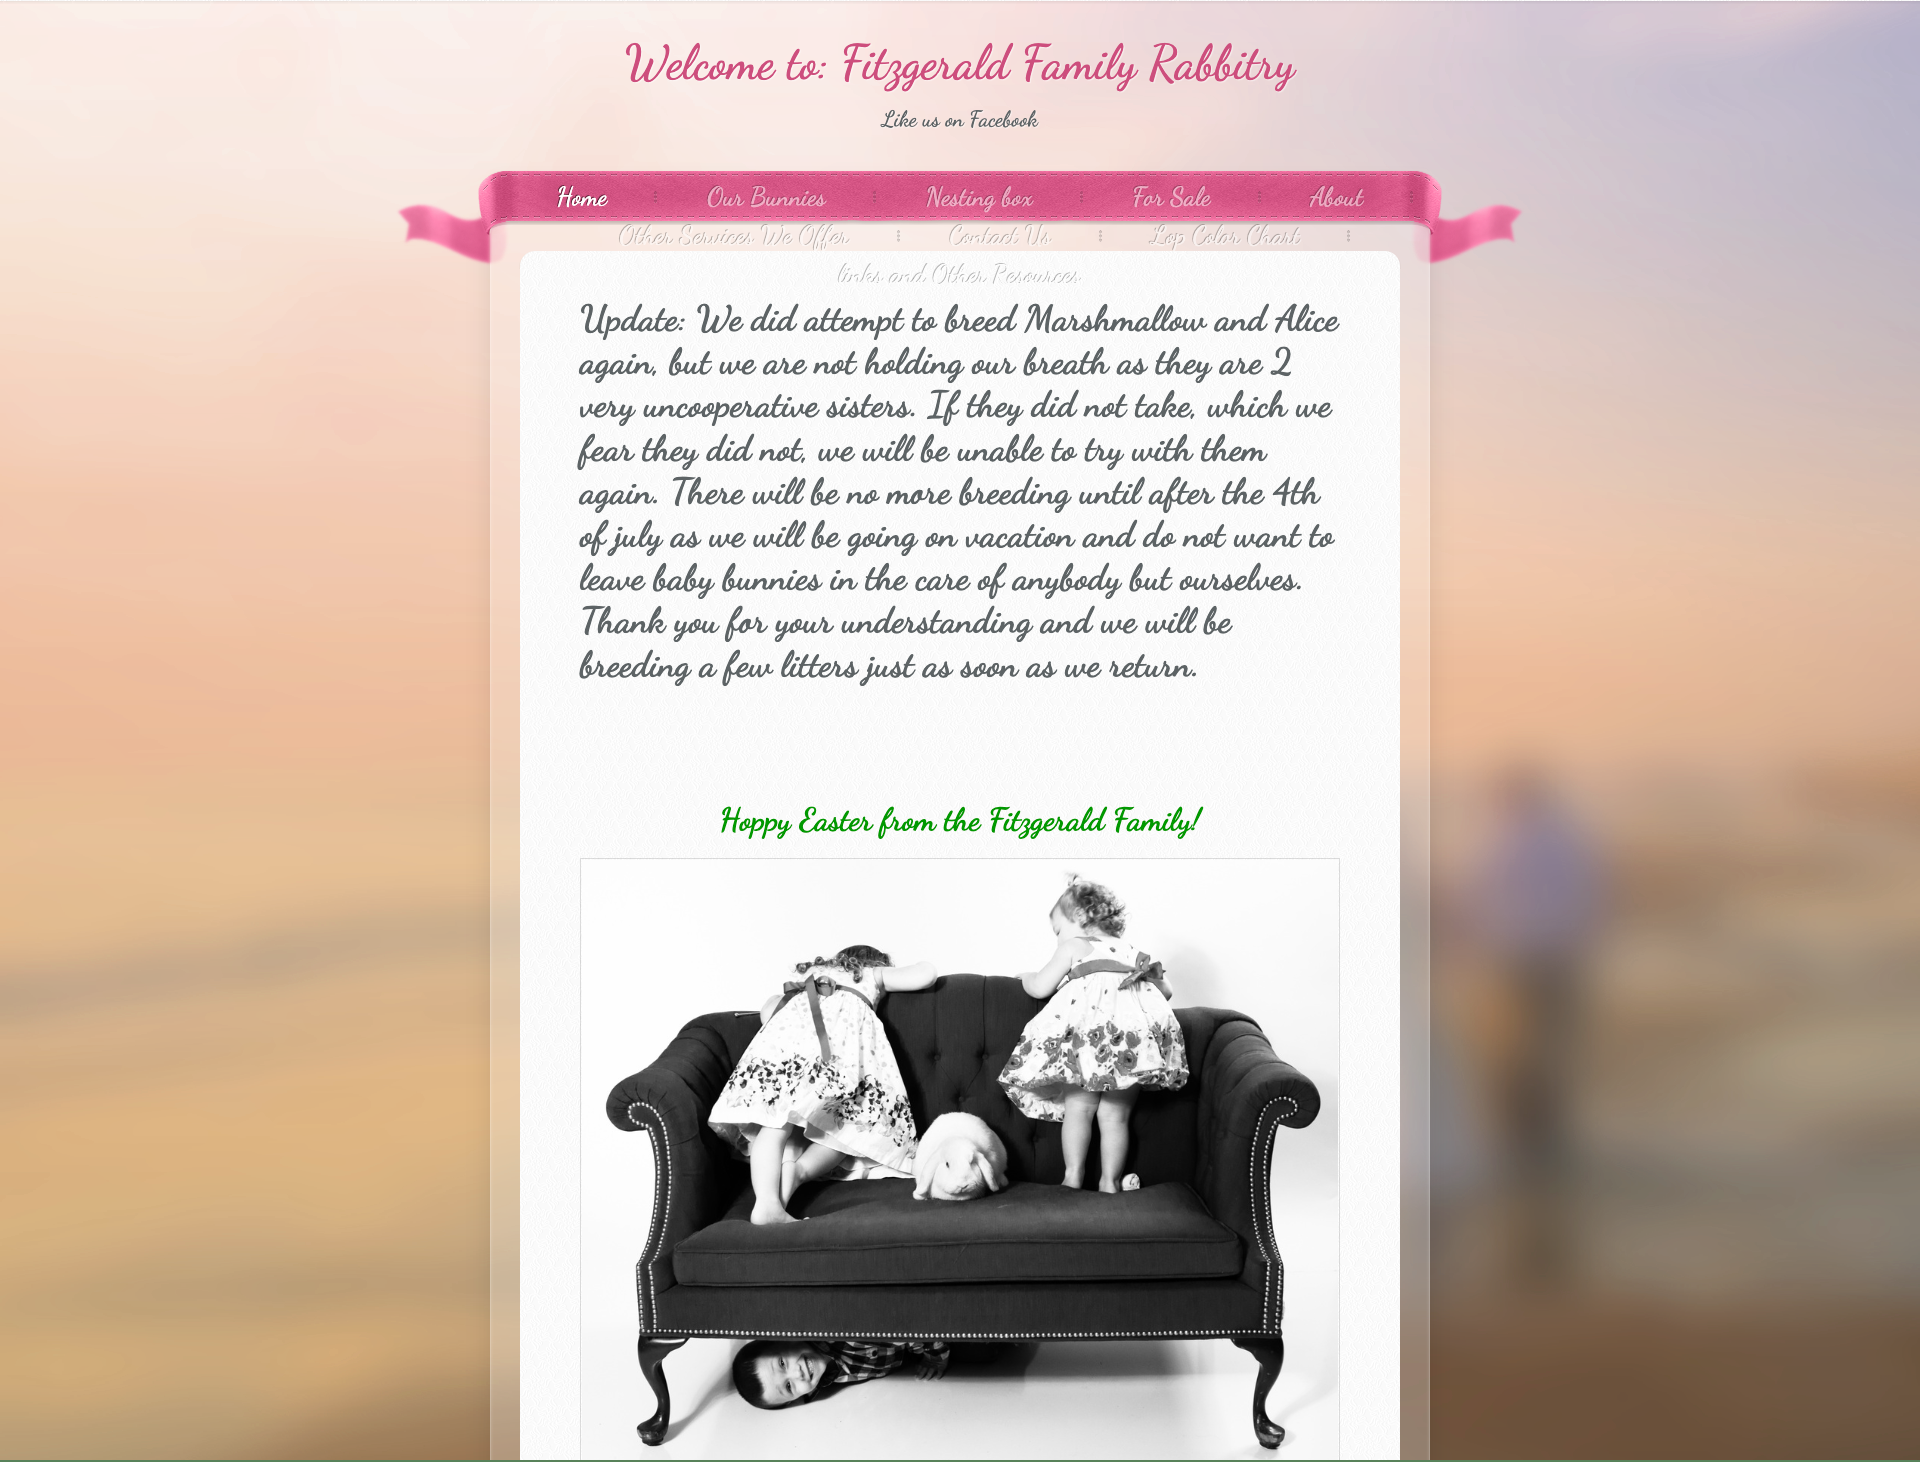 Welcome to: Fitzgerald Family Rabbitry
Like us on Facebook
Home Our Bunnies Nesting box For Sale About
Other Services We Offer Contact Us Lop Color Chart
links and Other Resources
Update: We did attempt to breed Marshmallow and Alice
again, but we are not holding our breath as they are 2
very uncooperative sisters. If they did not take, which we
fear they did not, we will be unable to try with them
again. There will be no more breeding until after the 4th
of july as we will be going on vacation and do not want to
leave baby bunnies in the care of anybody but ourselves.
Thank you for your understanding and we will be
breeding a few litters just as soon as we return.
Hoppy Easter from the Fitzgerald Family!